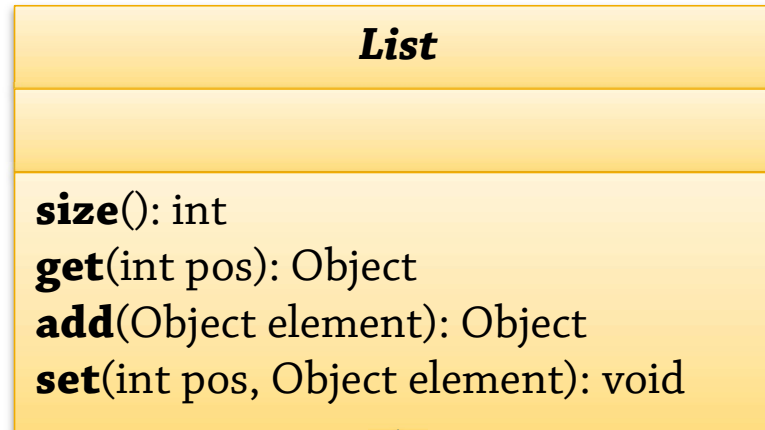 List
size(): int
get(int pos): Object
add(Object element): Object
set(int pos, Object element): void